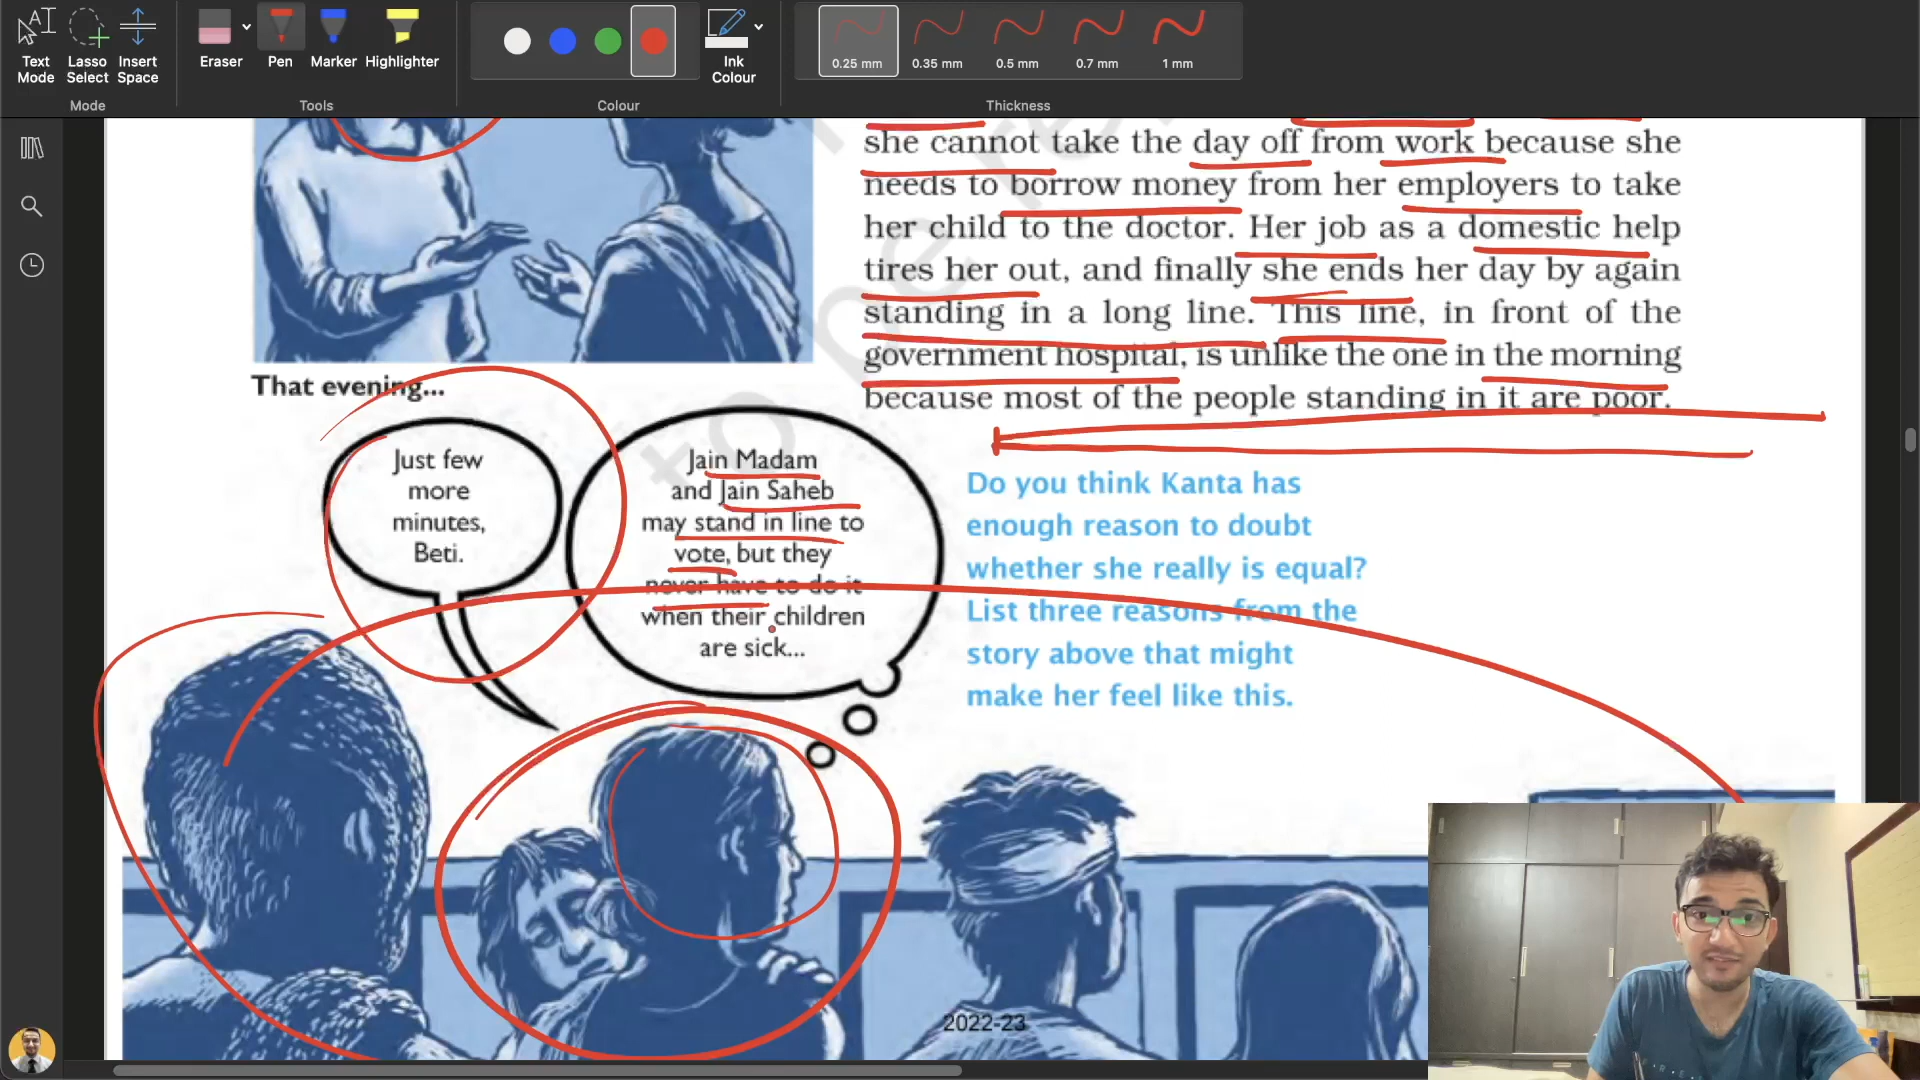 Text
Mode
Lasso
Select
Insert
Space
Mode
Eraser
Pen
Marker
Highlighter
Tools
Colour
Ink
Colour
0.25 mm
0.35 mm
0.5 mm
0.7 mm
1 mm
Thickness
she cannot take the day off from work because she
needs to borrow money from her employers to take
her child to the doctor. Her job as a domestic help
tires her out, and finally she ends her day by again
standing in a long line. This line, in front of the
government hospital, is unlike the one in the morning
because most of the people standing in it are poor.
That evening...
Just few
more
minutes,
Beti.
Jain Madam
and Jain Saheb
may stand in line to
vote, but they
never have to do it
when their children
are sick...
Do you think Kanta has
enough reason to doubt
whether she really is equal?
List three reasons from the
story above that might
make her feel like this.
to be re
2022-23